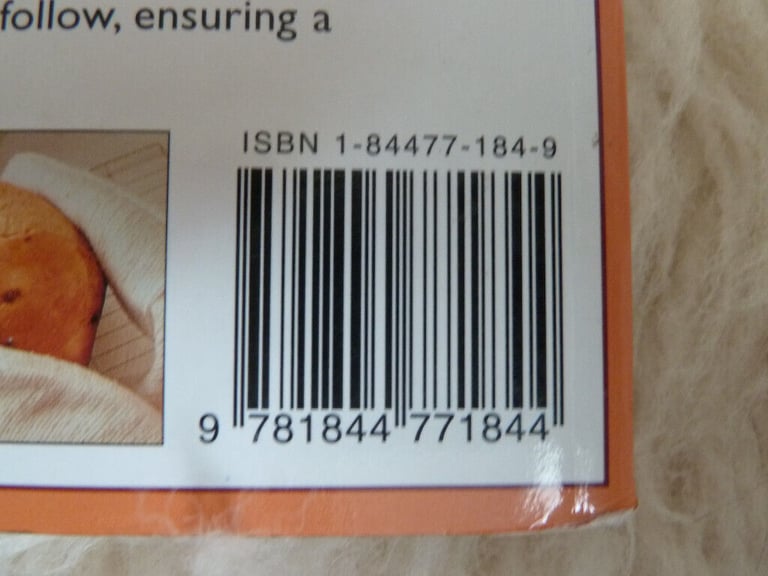 follow, ensuring a
ISBN 1-84477-184-9
9 781844 771844